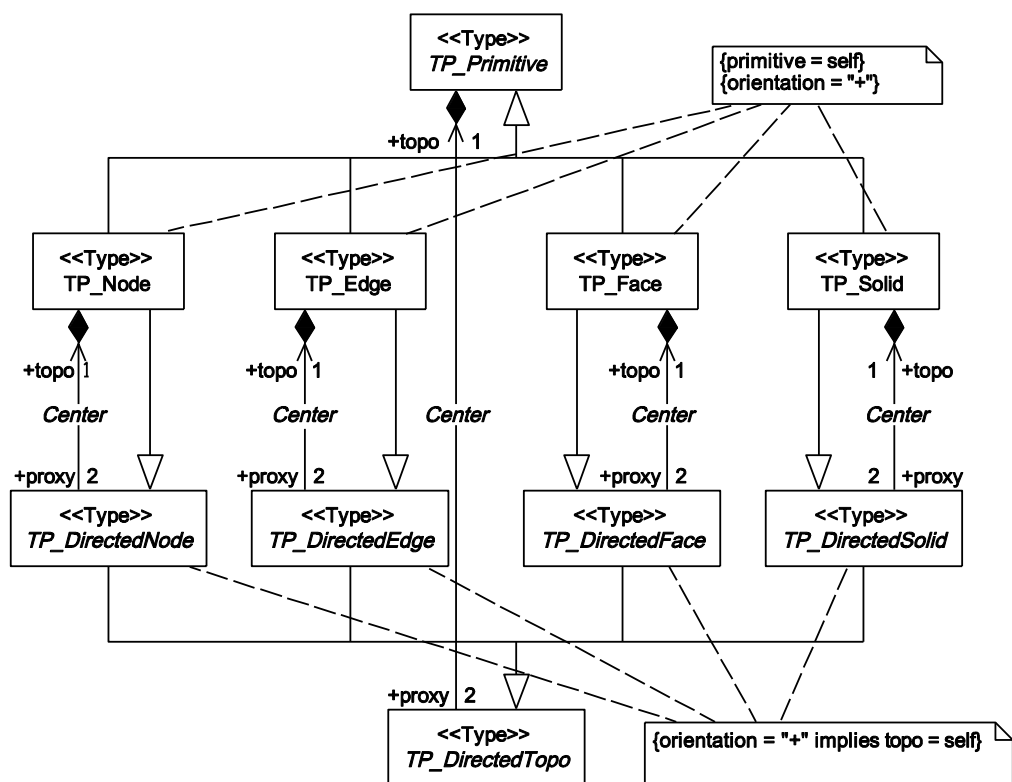 <<Type>>
TP_Primitive
{primitive = self}
{orientation = "+"}
+topo 1
<<Type>>
TP_Node
<<Type>>
TP_Edge
<<Type>>
TP_Face
<<Type>>
TP_Solid
+topo 1
+topo 1
+topo 1
1 +topo
Center
Center
Center
Center
Center
+proxy 2
+proxy 2
+proxy 2
2 +proxy
<<Type>>
TP_DirectedNode
<<Type>>
TP_DirectedEdge
<<Type>>
TP_DirectedFace
<<Type>>
TP_DirectedSolid
+proxy 2
<<Type>>
TP_DirectedTopo
{orientation = "+" implies topo = self}